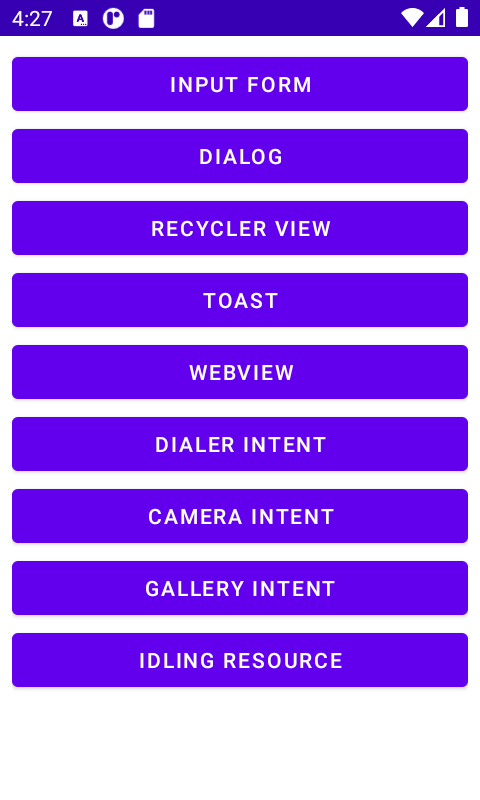 4:27
INPUT FORM
DIALOG
RECYCLER VIEW
TOAST
WEBVIEW
DIALER INTENT
CAMERA INTENT
GALLERY INTENT
IDLING RESOURCE